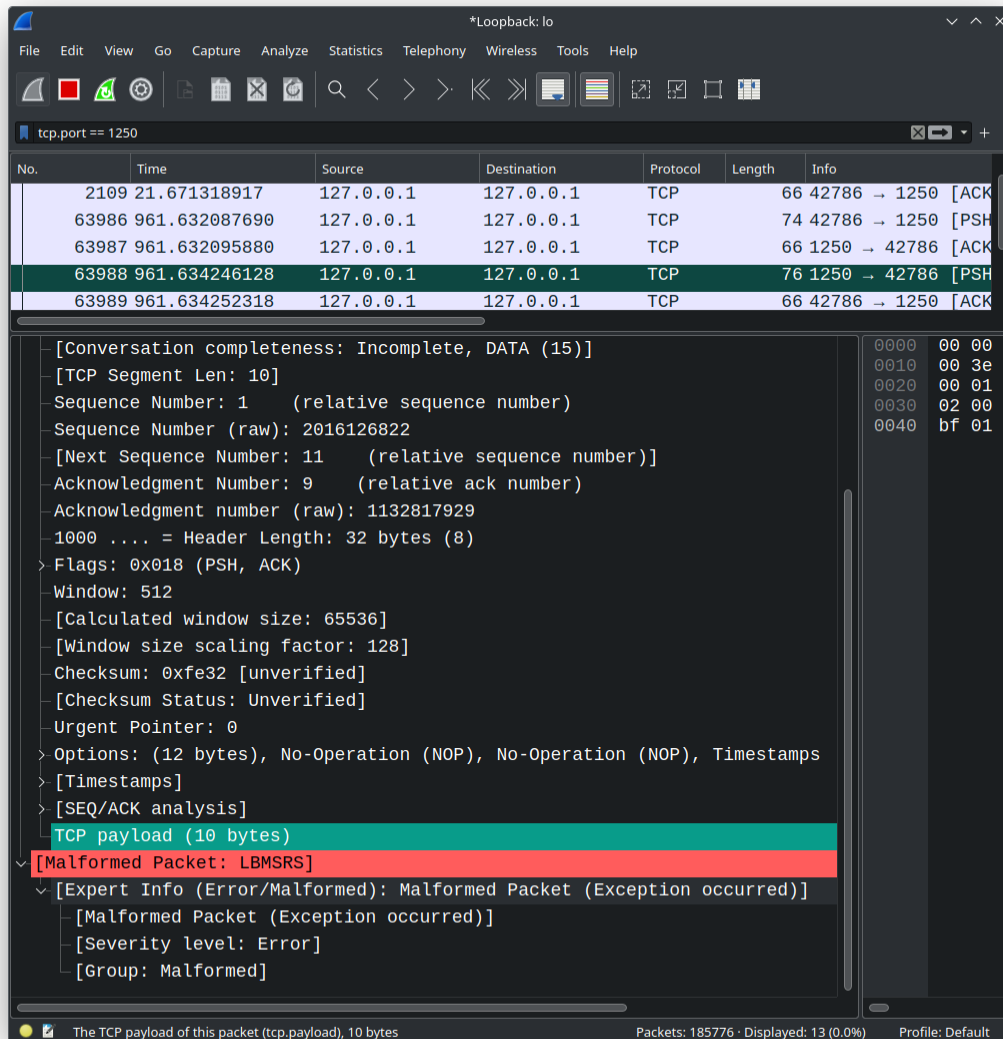 *Loopback: lo
File Edit View Go Capture Analyze Statistics Telephony Wireless Tools Help
tcp.port == 1250
No. Time Source Destination Protocol Length Info
2109 21.671318917 127.0.0.1 127.0.0.1 TCP 66 42786 → 1250 [ACK
63986 961.632087690 127.0.0.1 127.0.0.1 TCP 74 42786 → 1250 [PSH
63987 961.632095880 127.0.0.1 127.0.0.1 TCP 66 1250 → 42786 [ACK
63988 961.634246128 127.0.0.1 127.0.0.1 TCP 76 1250 → 42786 [PSH
63989 961.634252318 127.0.0.1 127.0.0.1 TCP 66 42786 → 1250 [ACK
[Conversation completeness: Incomplete, DATA (15)]
[TCP Segment Len: 10]
Sequence Number: 1    (relative sequence number)
Sequence Number (raw): 2016126822
[Next Sequence Number: 11    (relative sequence number)]
Acknowledgment Number: 9    (relative ack number)
Acknowledgment number (raw): 1132817929
1000 .... = Header Length: 32 bytes (8)
Flags: 0x018 (PSH, ACK)
Window: 512
[Calculated window size: 65536]
[Window size scaling factor: 128]
Checksum: 0xfe32 [unverified]
[Checksum Status: Unverified]
Urgent Pointer: 0
Options: (12 bytes), No-Operation (NOP), No-Operation (NOP), Timestamps
[Timestamps]
[SEQ/ACK analysis]
TCP payload (10 bytes)
[Malformed Packet: LBMSRS]
[Expert Info (Error/Malformed): Malformed Packet (Exception occurred)]
[Malformed Packet (Exception occurred)]
[Severity level: Error]
[Group: Malformed]
0000 00 00
0010 00 3e
0020 00 01
0030 02 00
0040 bf 01
The TCP payload of this packet (tcp.payload), 10 bytes
Packets: 185776 · Displayed: 13 (0.0%)
Profile: Default